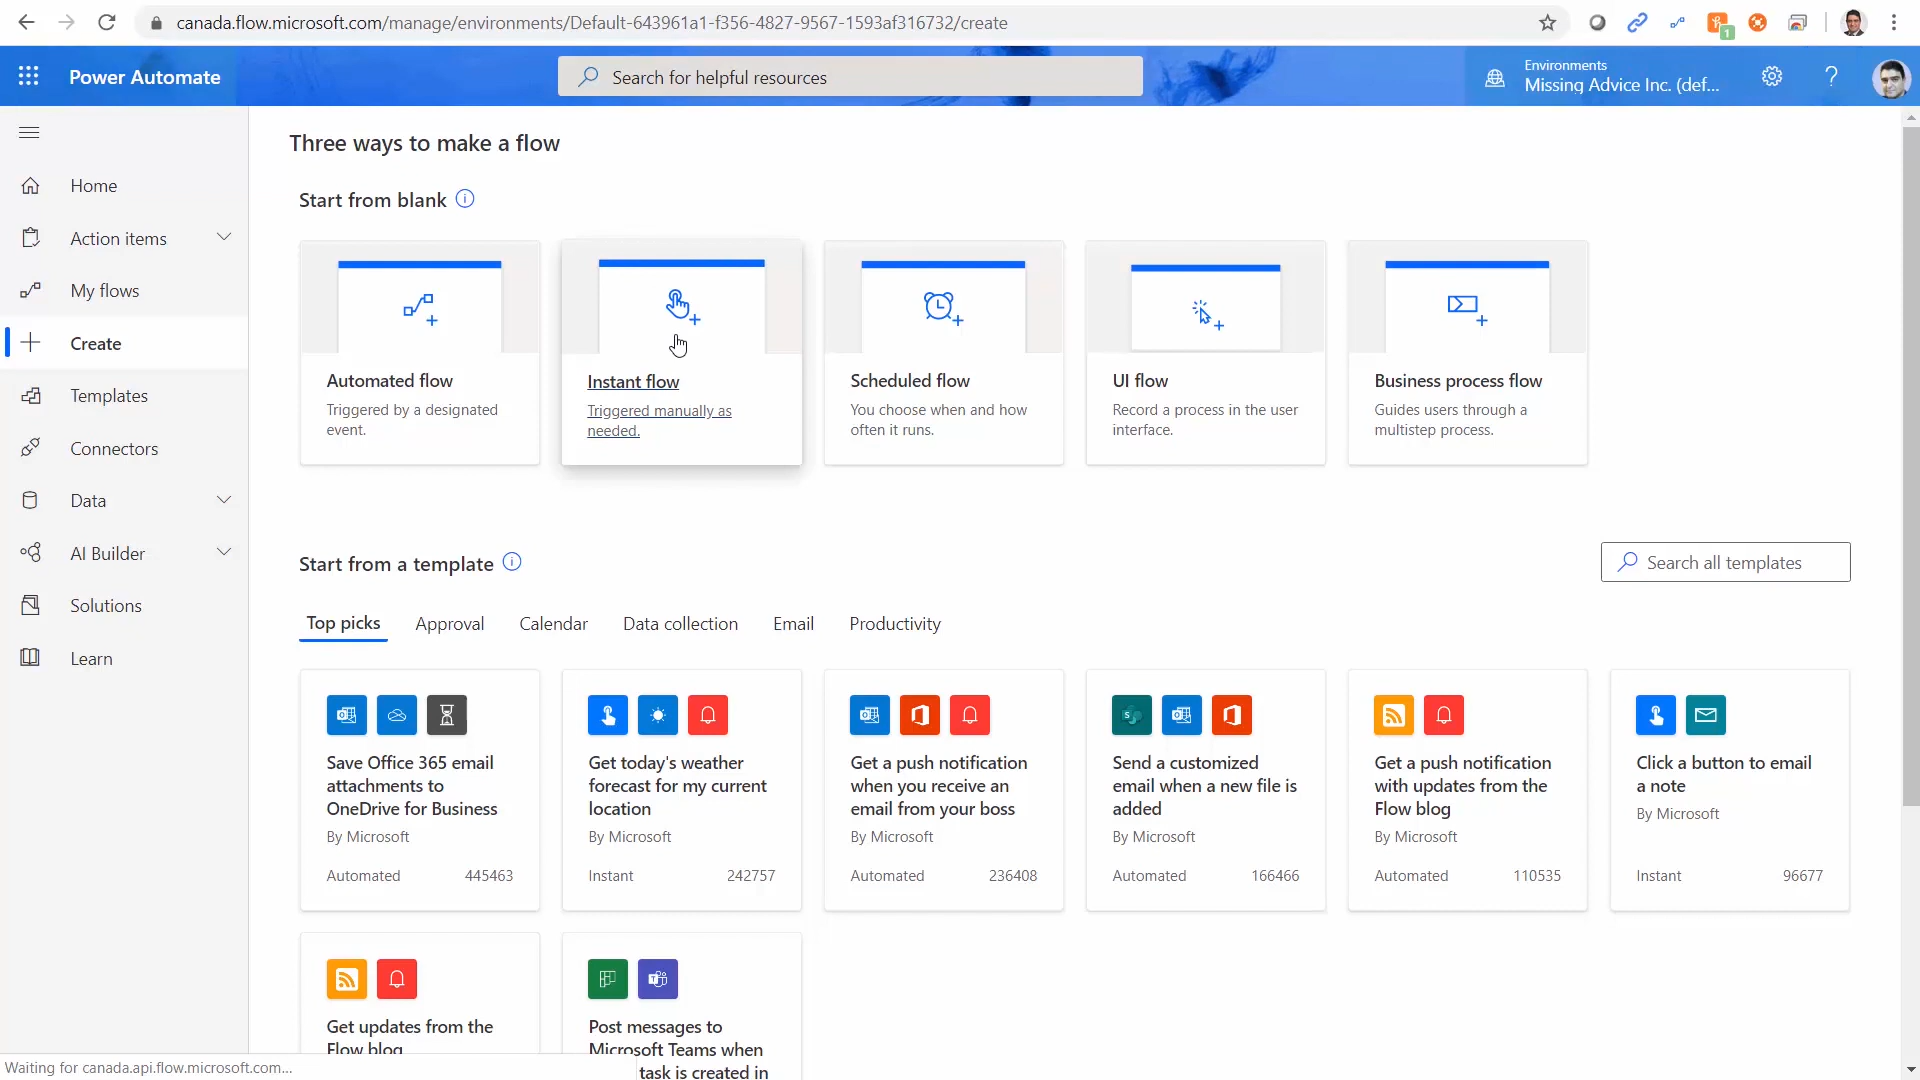 canada.flow.microsoft.com/manage/environments/Default-643961a1-f356-4827-9567-1593af316732/create
1
Power Automate
Search for helpful resources
Environments
Missing Advice Inc. (def...
Home
Action items
My flows
Create
Templates
Connectors
Data
AI Builder
Solutions
Learn
Three ways to make a flow
Start from blank
Automated flow
Triggered by a designated
event.
Instant flow
Triggered manually as
needed.
Scheduled flow
You choose when and how
often it runs.
UI flow
Record a process in the user
interface.
Business process flow
Guides users through a
multistep process.
Start from a template
Search all templates
Top picks
Approval
Calendar
Data collection
Email
Productivity
Save Office 365 email
attachments to
OneDrive for Business
By Microsoft
Automated 445463
Get today's weather
forecast for my current
location
By Microsoft
Instant 242757
Get a push notification
when you receive an
email from your boss
By Microsoft
Automated 236408
Send a customized
email when a new file is
added
By Microsoft
Automated 166466
Get a push notification
with updates from the
Flow blog
By Microsoft
Automated 110535
Click a button to email
a note
By Microsoft
Instant 96677
Get updates from the
Flow blog
Post messages to
Microsoft Teams when
task is created in
Waiting for canada.api.flow.microsoft.com...